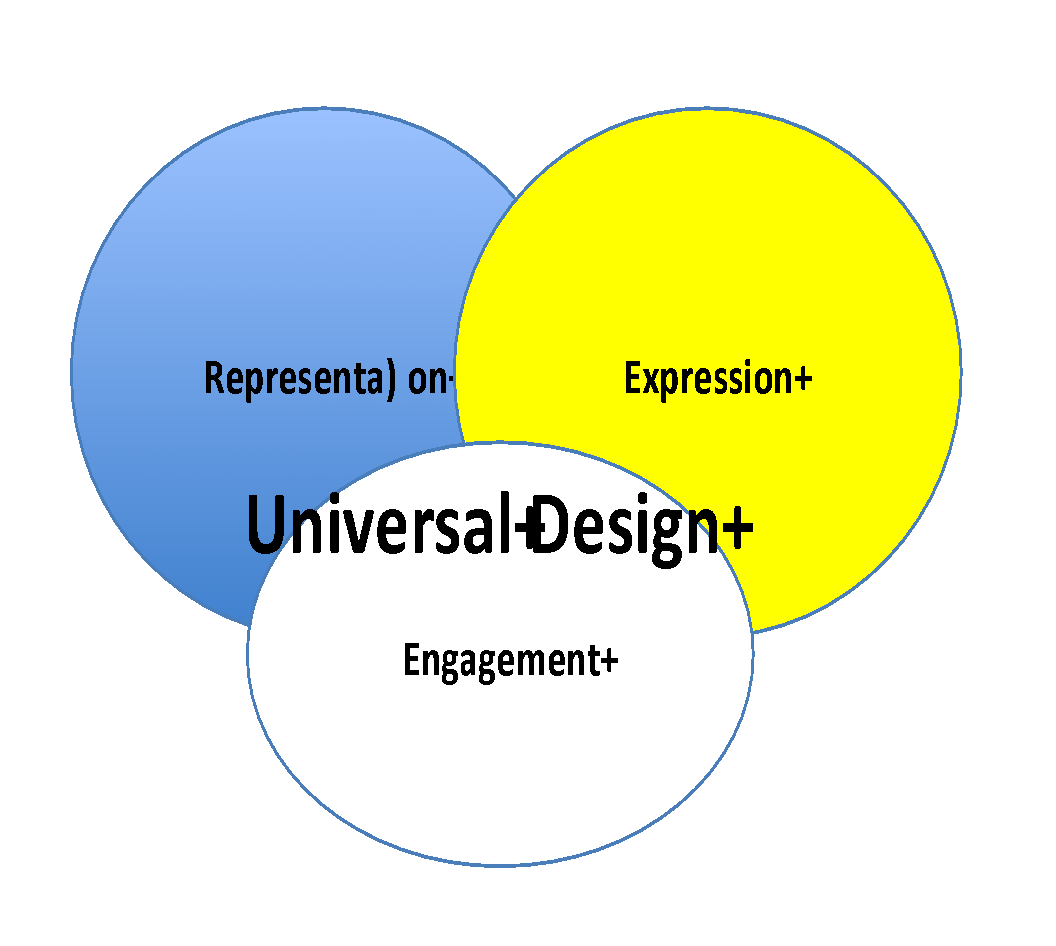 Representa) on+
Expression+
Universal+Design+
Engagement+